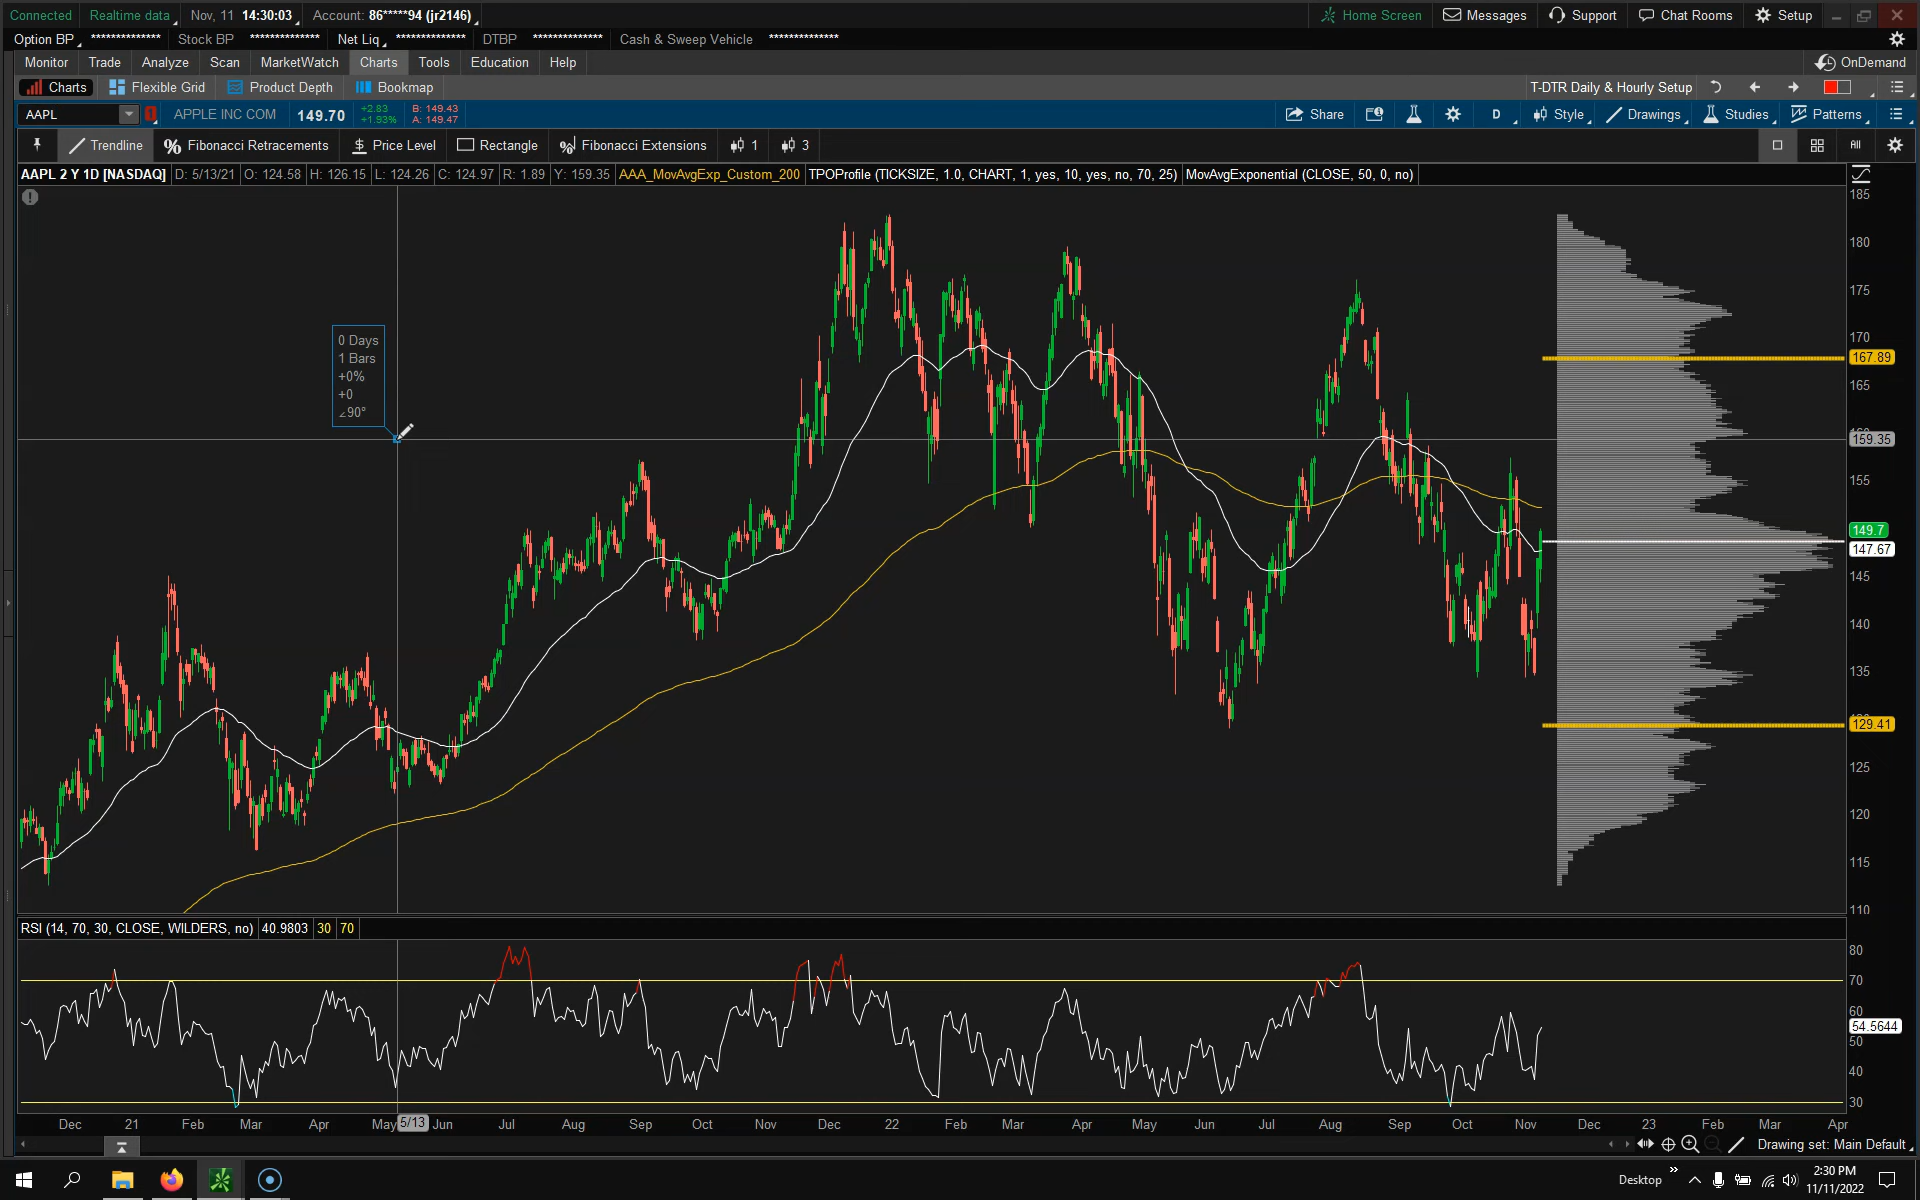 Connected Realtime data Nov, 11 14:30:03 Account: 86*****94 (jr2146) Home Screen Messages Support Chat Rooms Setup
Option BP ************** Stock BP ************** Net Liq ************** DTBP ************** Cash & Sweep Vehicle **************
Monitor Trade Analyze Scan MarketWatch Charts Tools Education Help OnDemand
Charts Flexible Grid Product Depth Bookmap T-DTR Daily & Hourly Setup
AAPL APPLE INC COM 149.70 +2.83 B: 149.43 Share D Style Drawings Studies Patterns
+1.93% A: 149.47
Trendline Fibonacci Retracements $ Price Level Rectangle Fibonacci Extensions 1 3 All
AAPL 2 Y 1D [NASDAQ] D: 5/13/21 O: 124.58 H: 126.15 L: 124.26 C: 124.97 R: 1.89 Y: 159.35 AAA_MovAvgExp_Custom_200 TPOProfile (TICKSIZE, 1.0, CHART, 1, yes, 10, yes, no, 70, 25) MovAvgExponential (CLOSE, 50, 0, no)
185
180
175
170
0 Days
1 Bars
+0%
+0
∠90°
167.89
165
159.35
155
149.7
147.67
145
140
135
129.41
125
120
115
110
RSI (14, 70, 30, CLOSE, WILDERS, no) 40.9803 30 70
80
70
60
54.5644
50
40
30
Dec 21 Feb Mar Apr May 5/13 Jun Jul Aug Sep Oct Nov Dec 22 Feb Mar Apr May Jun Jul Aug Sep Oct Nov Dec 23 Feb Mar Apr
Drawing set: Main Default
Desktop 2:30 PM
11/11/2022